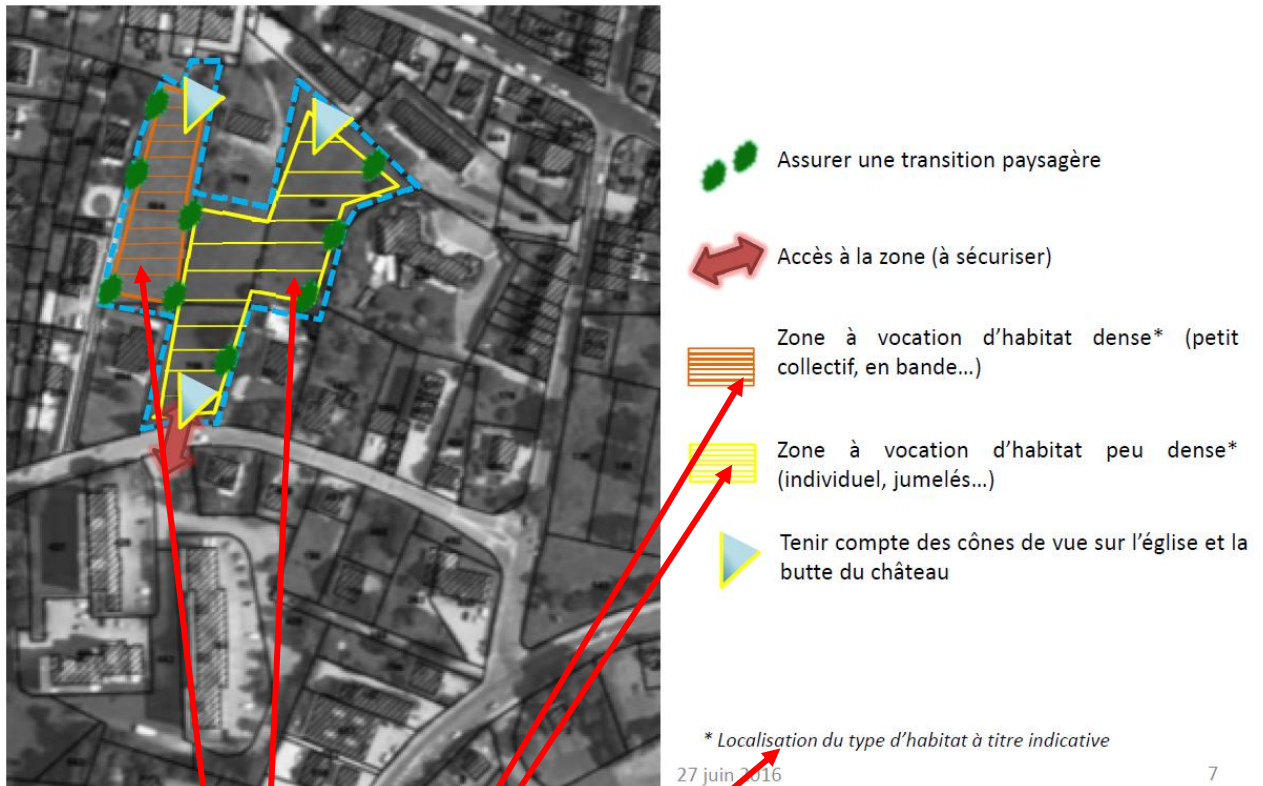 Assurer une transition paysagère
Accès à la zone (à sécuriser)
Zone à vocation d'habitat dense* (petit
collectif, en bande...)
Zone à vocation d'habitat peu dense*
(individuel, jumelés...)
Tenir compte des cônes de vue sur l'église et la
butte du château
* Localisation du type d'habitat à titre indicative
27 juin 2016
7